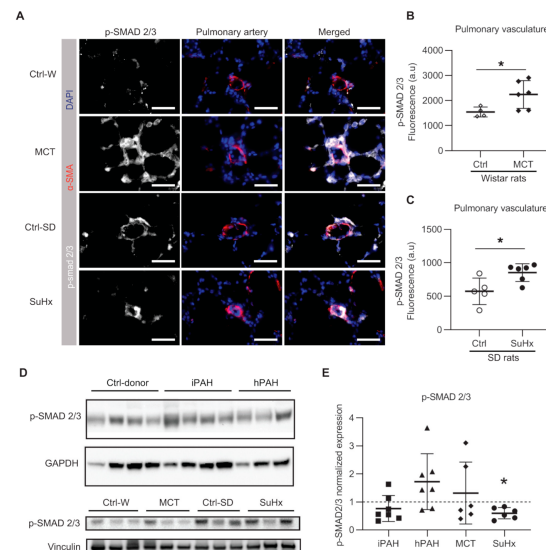 A
p-SMAD 2/3 Pulmonary artery Merged
Ctrl-W
MCT
Ctrl-SD
SuHx
DAPI
α-SMA
p-smad 2/3
B
Pulmonary vasculature
p-SMAD 2/3
Fluorescence (a.u)
4000
3000
2000
1000
0
*
Ctrl MCT
Wistar rats
C
Pulmonary vasculature
p-SMAD 2/3
Fluorescence (a.u)
1500
1000
500
0
*
Ctrl SuHx
SD rats
D
Ctrl-donor iPAH hPAH
p-SMAD 2/3
GAPDH
Ctrl-W MCT Ctrl-SD SuHx
p-SMAD 2/3
Vinculin
E
p-SMAD 2/3
p-SMAD2/3 normalized expression
4
3
2
1
0
*
iPAH hPAH MCT SuHx